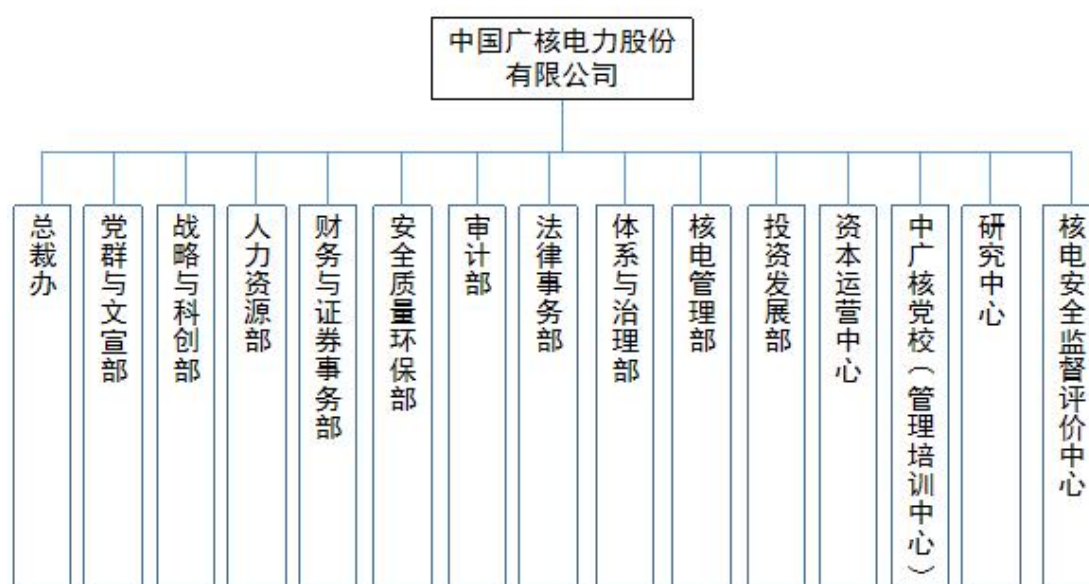 中国广核电力股份
有限公司
总裁办
党群与文宣部
战略与科创部
人力资源部
财务与证券事务部
安全质量环保部
审计部
法律事务部
体系与治理部
核电管理部
投资发展部
资本运营中心
中广核党校（管理培训中心）
研究中心
核电安全监督评价中心